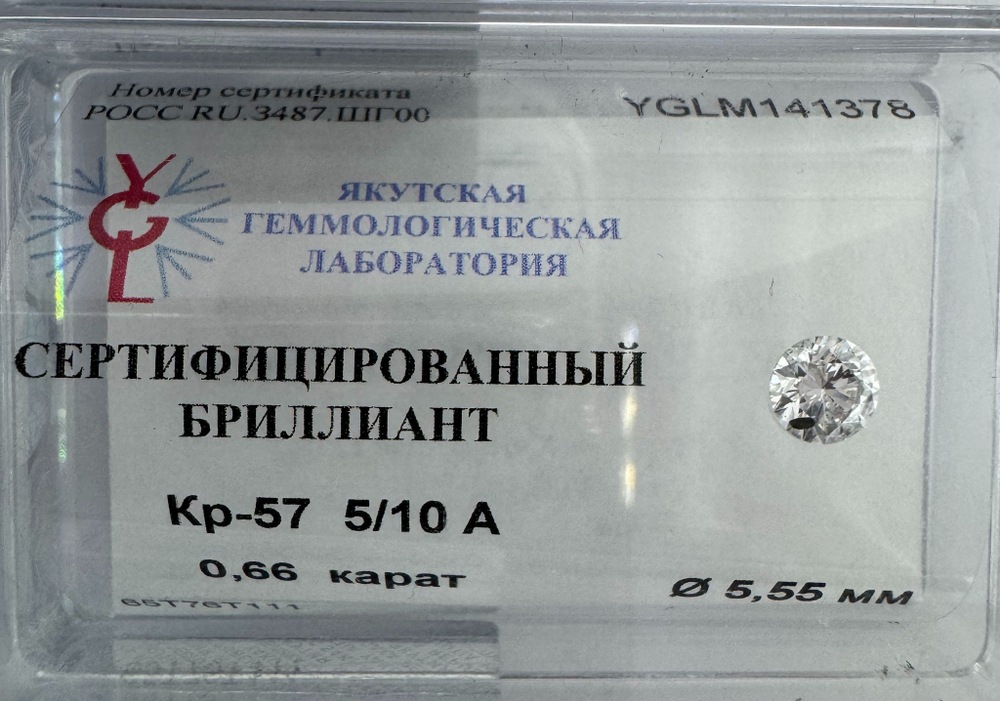 Номер сертификата
РОСС RU.3487.ШГ00
YGLM141378
YGL
ЯКУТСКАЯ
ГЕММОЛОГИЧЕСКАЯ
ЛАБОРАТОРИЯ
СЕРТИФИЦИРОВАННЫЙ
БРИЛЛИАНТ
Кр-57 5/10 А
0,66 карат
Ø 5,55 мм